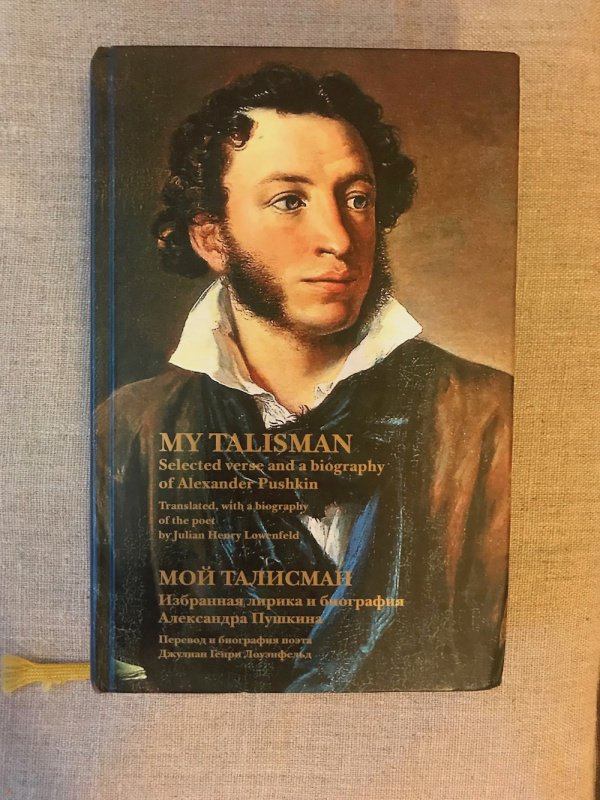 MY TALISMAN
Selected verse and a biography
of Alexander Pushkin
Translated, with a biography
of the poet
by Julian Henry Lowenfeld
МОЙ ТАЛИСМАН
Избранная лирика и биография
Александра Пушкина
Перевод и биография поэта
Джулиан Генри Лоуэнфельд